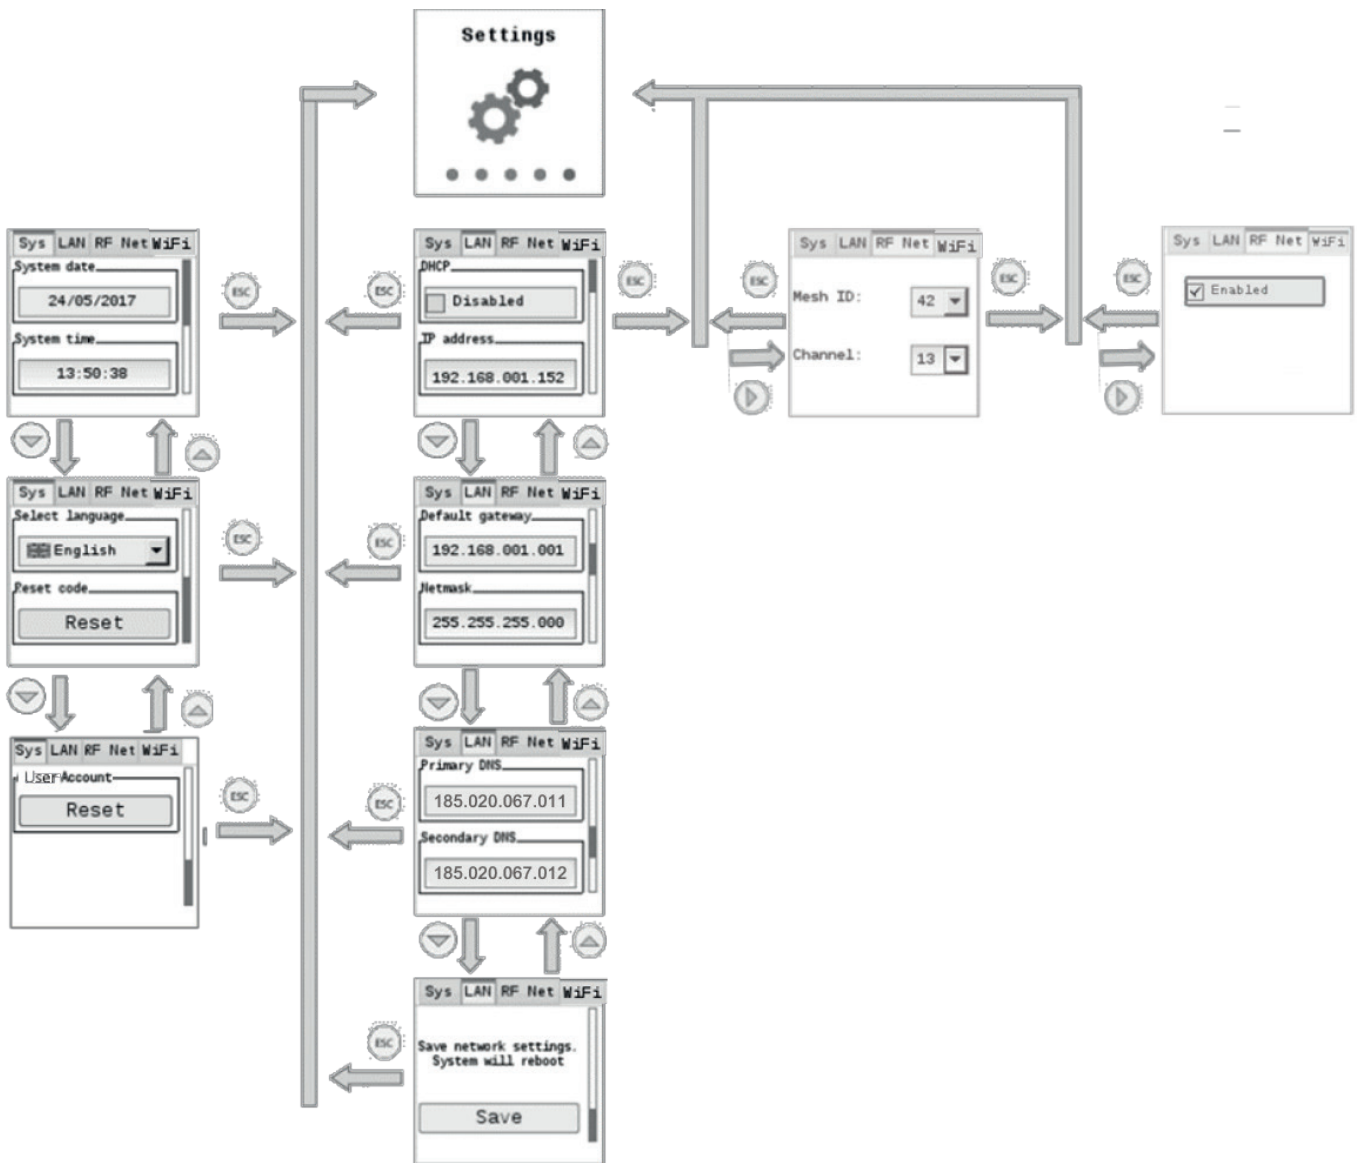 Settings
Sys LAN RF Net WiFi
System date
24/05/2017
System time
13:50:38
ESC
ESC
Sys LAN RF Net WiFi
DHCP
Disabled
IP address
192.168.001.152
ESC
ESC
Sys LAN RF Net WiFi
Mesh ID:
42
Channel:
13
ESC
ESC
Sys LAN RF Net WiFi
Enabled
Sys LAN RF Net WiFi
Select language
English
Reset code
Reset
ESC
ESC
Sys LAN RF Net WiFi
Default gateway
192.168.001.001
Netmask
255.255.255.000
Sys LAN RF Net WiFi
User Account
Reset
ESC
ESC
Sys LAN RF Net WiFi
Primary DNS
185.020.067.011
Secondary DNS
185.020.067.012
ESC
Sys LAN RF Net WiFi
Save network settings.
System will reboot
Save